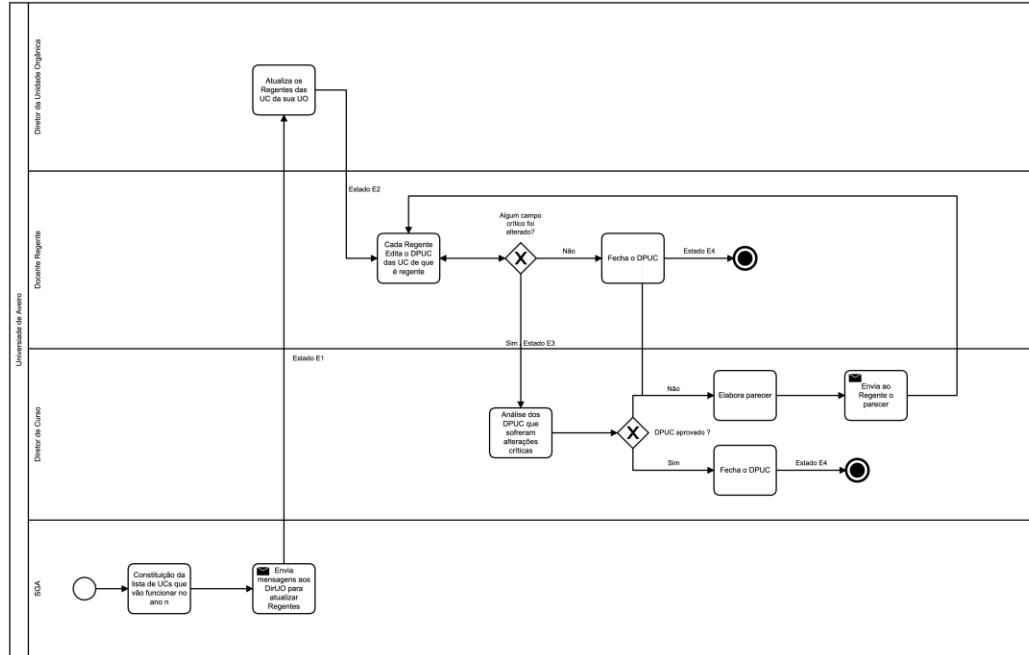 Universiade de Aveiro
Diretor da Unidade Orgânica
Atualiza os
Regentes das
UC da sua UO
Estado E2
Docente Regente
Cada Regente
Edita o DPUC
das UC de que
é regente
Algum campo
crítico foi
alterado?
Não
Fecha o DPUC
Estado E4
Sim / Estado E3
Estado E1
Diretor de Curso
Análise dos
DPUC que
sofreram
alterações
críticas
DPUC aprovado ?
Não
Elabora parecer
Envia ao
Regente o
parecer
Sim
Fecha o DPUC
Estado E4
SGA
Constituição da
lista de UCs que
vão funcionar no
ano n
Envia
mensagens aos
DirUO para
atualizar
Regentes